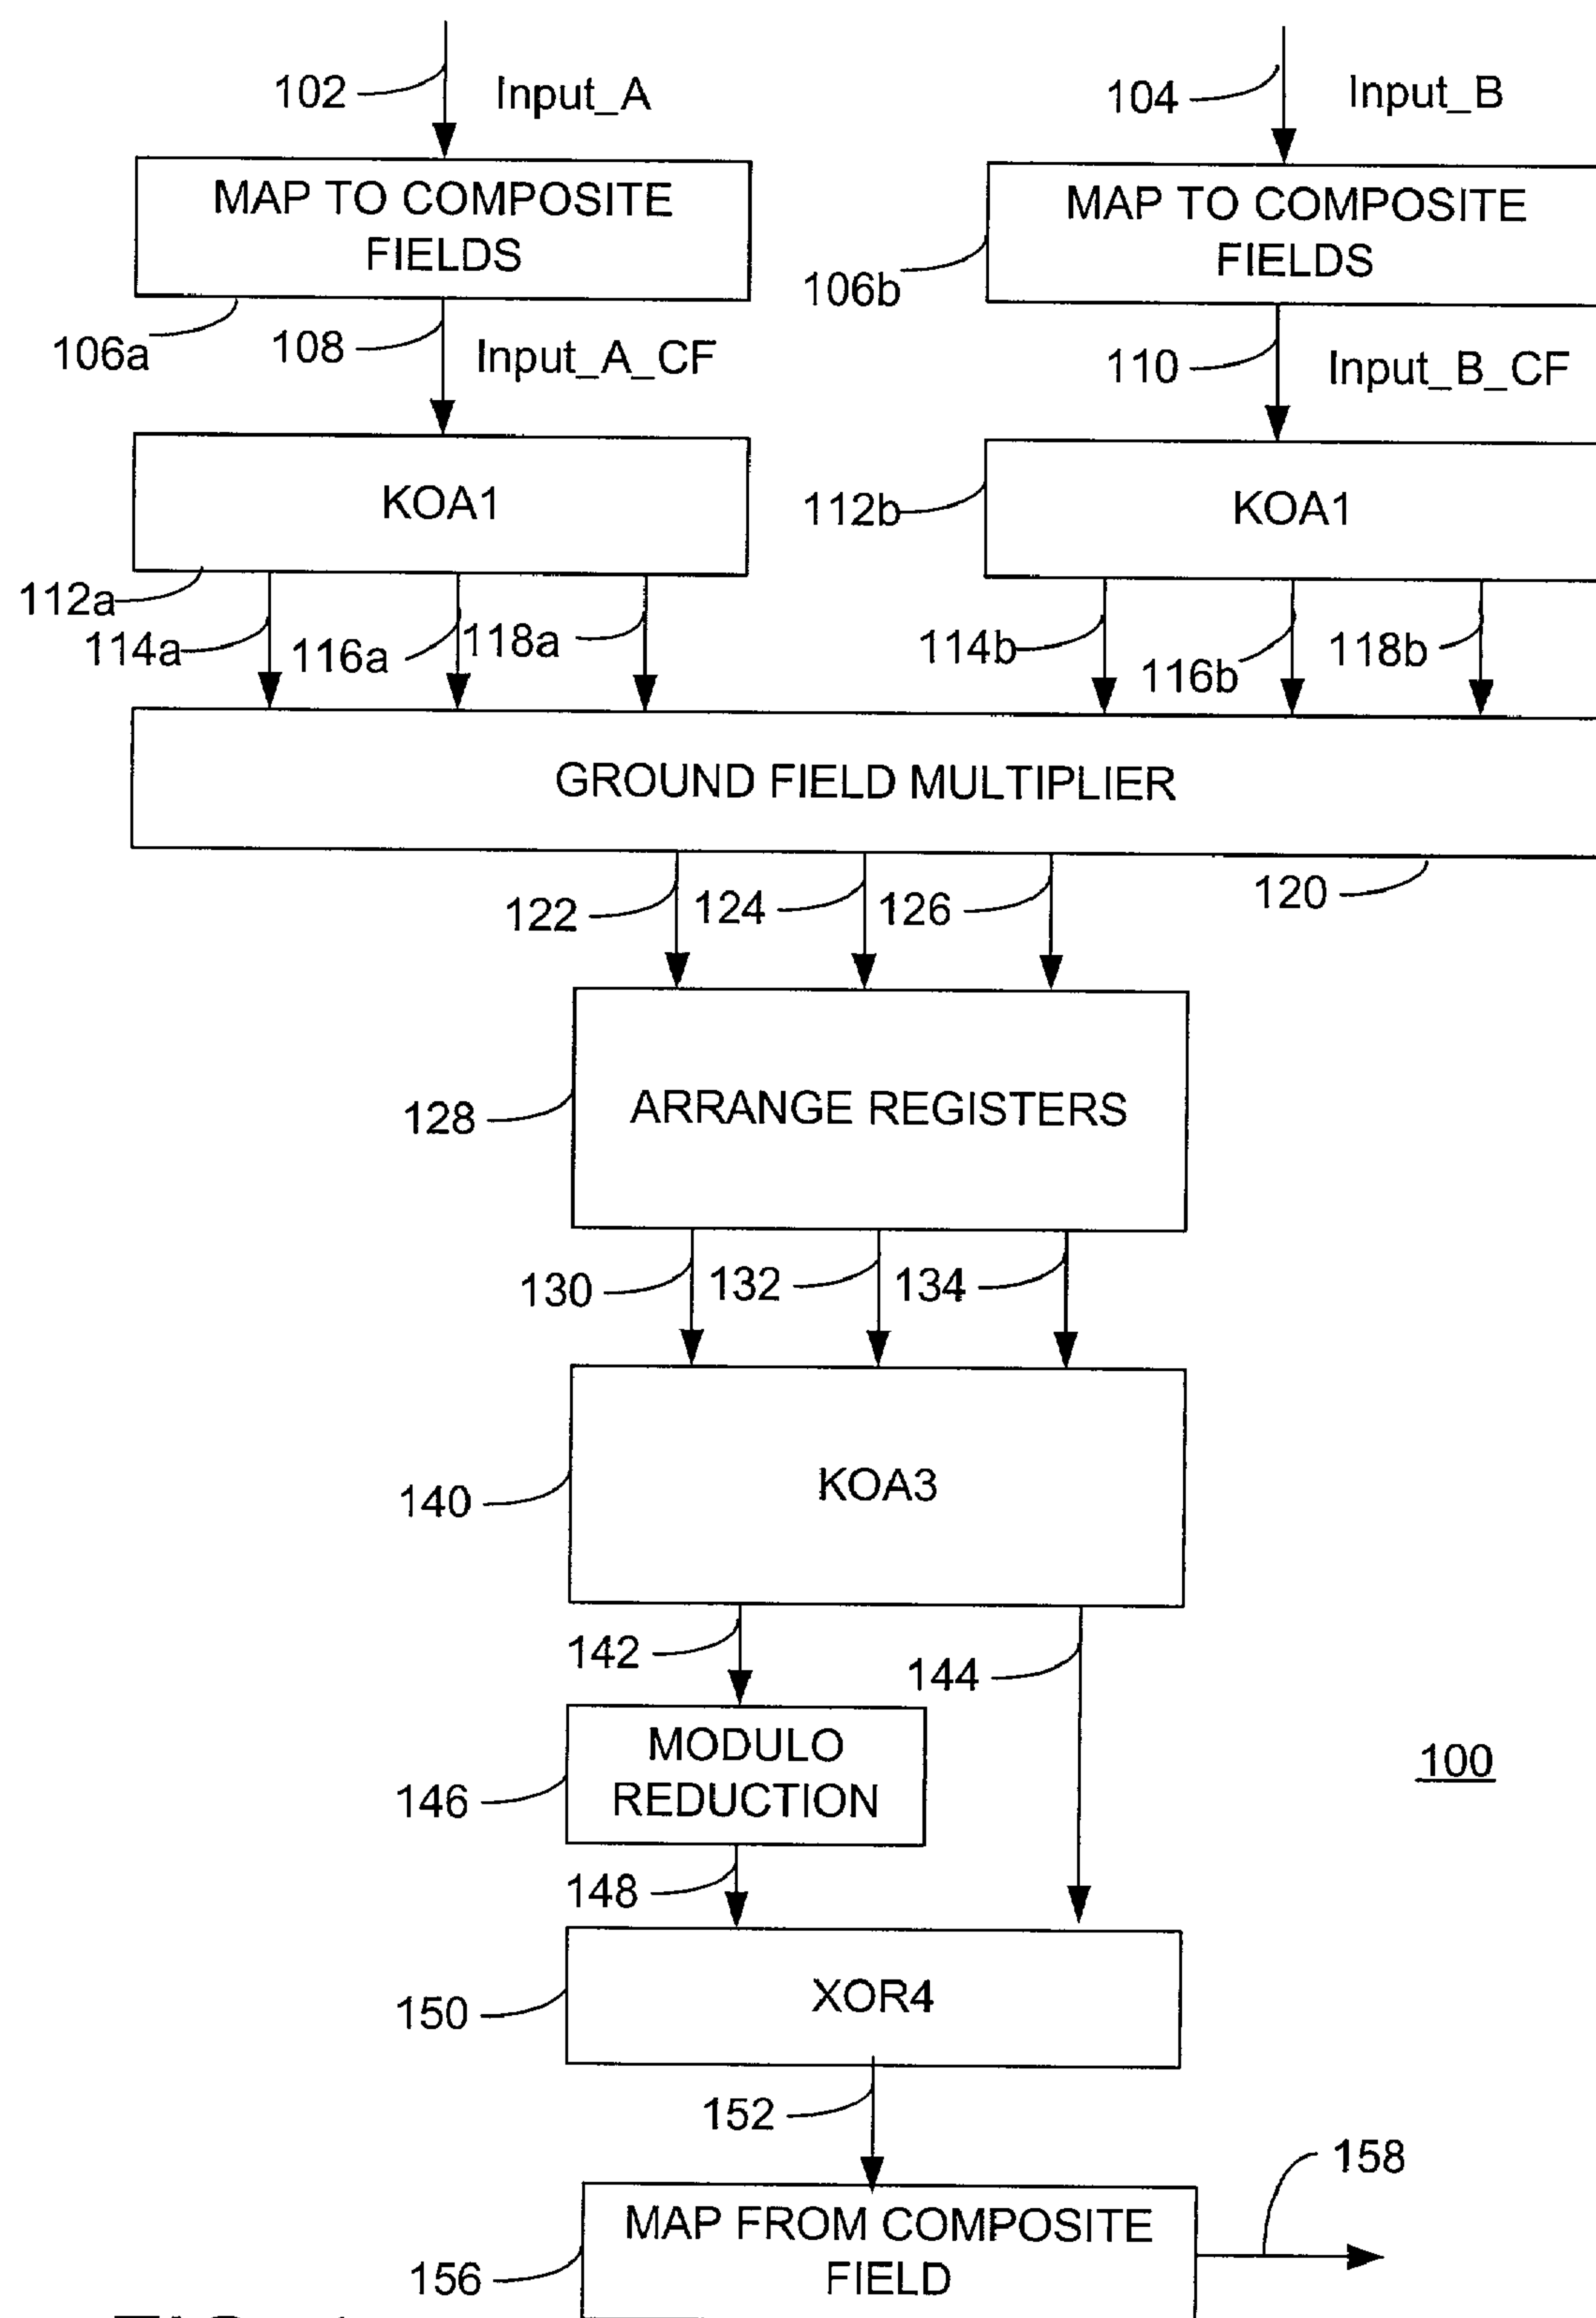 102
Input_A
104
Input_B
MAP TO COMPOSITE
FIELDS
MAP TO COMPOSITE
FIELDS
106a
108
Input_A_CF
106b
110
Input_B_CF
KOA1
112b
KOA1
112a
114a
116a
118a
114b
116b
118b
GROUND FIELD MULTIPLIER
122
124
126
120
128
ARRANGE REGISTERS
130
132
134
140
KOA3
142
144
146
MODULO
REDUCTION
100
148
150
XOR4
152
158
156
MAP FROM COMPOSITE
FIELD